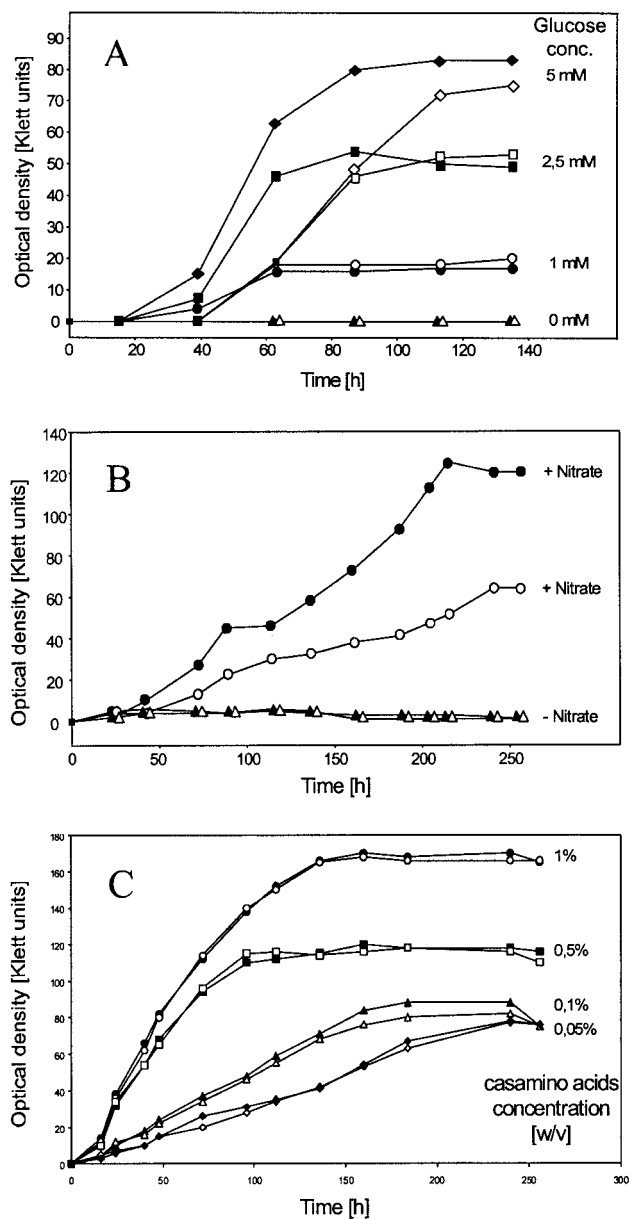 A
Glucose
conc.
Optical density [Klett units]
90
80
70
60
50
40
30
20
10
0
5 mM
2,5 mM
1 mM
0 mM
0 20 40 60 80 100 120 140
Time [h]
B
Optical density [Klett units]
140
120
100
80
60
40
20
0
+ Nitrate
+ Nitrate
- Nitrate
0 50 100 150 200 250
Time [h]
C
Optical density [Klett units]
180
160
140
120
100
80
60
40
20
0
1%
0,5%
0,1%
0,05%
casamino acids
concentration
[w/v]
0 50 100 150 200 250 300
Time [h]